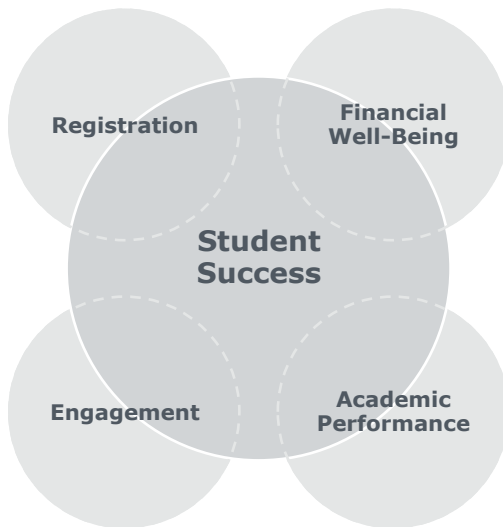 Registration
Financial
Well-Being
Student
Success
Engagement
Academic
Performance